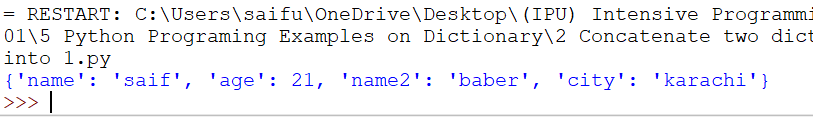 = RESTART: C:\Users\saifu\OneDrive\Desktop\(IPU) Intensive Programmi
01\5 Python Programing Examples on Dictionary\2 Concatenate two dict
into 1.py
{'name': 'saif', 'age': 21, 'name2': 'baber', 'city': 'karachi'}
>>>